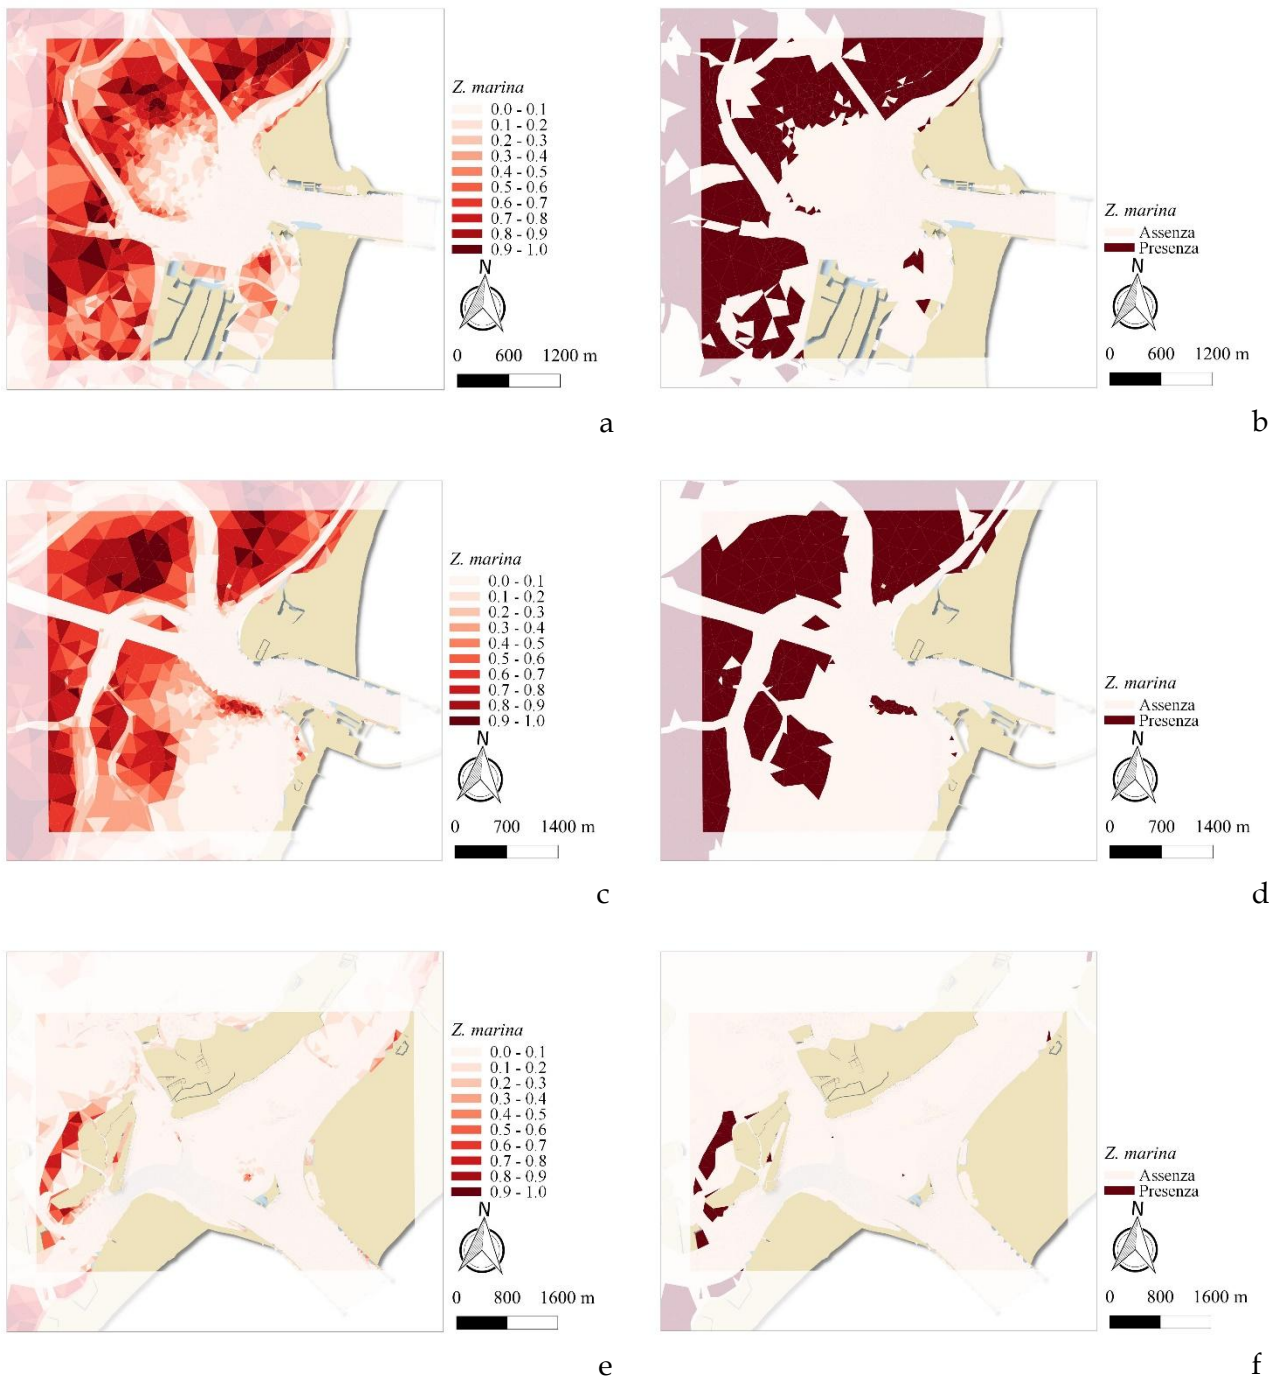 Z. marina
0.0 - 0.1
0.1 - 0.2
0.2 - 0.3
0.3 - 0.4
0.4 - 0.5
0.5 - 0.6
0.6 - 0.7
0.7 - 0.8
0.8 - 0.9
0.9 - 1.0
N
0 600 1200 m
a
Z. marina
Assenza
Presenza
N
0 600 1200 m
b
Z. marina
0.0 - 0.1
0.1 - 0.2
0.2 - 0.3
0.3 - 0.4
0.4 - 0.5
0.5 - 0.6
0.6 - 0.7
0.7 - 0.8
0.8 - 0.9
0.9 - 1.0
N
0 700 1400 m
c
Z. marina
Assenza
Presenza
N
0 700 1400 m
d
Z. marina
0.0 - 0.1
0.1 - 0.2
0.2 - 0.3
0.3 - 0.4
0.4 - 0.5
0.5 - 0.6
0.6 - 0.7
0.7 - 0.8
0.8 - 0.9
0.9 - 1.0
N
0 800 1600 m
e
Z. marina
Assenza
Presenza
N
0 800 1600 m
f